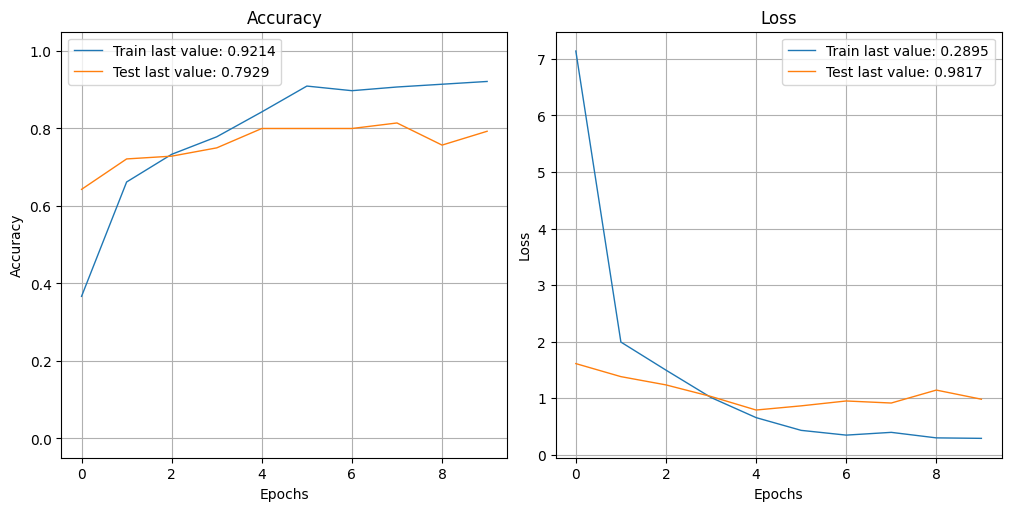 Accuracy
Train last value: 0.9214
Test last value: 0.7929
1.0
0.8
0.6
0.4
0.2
0.0
Accuracy
0
2
4
6
8
Epochs
Loss
Train last value: 0.2895
Test last value: 0.9817
7
6
5
4
3
2
1
0
Loss
0
2
4
6
8
Epochs